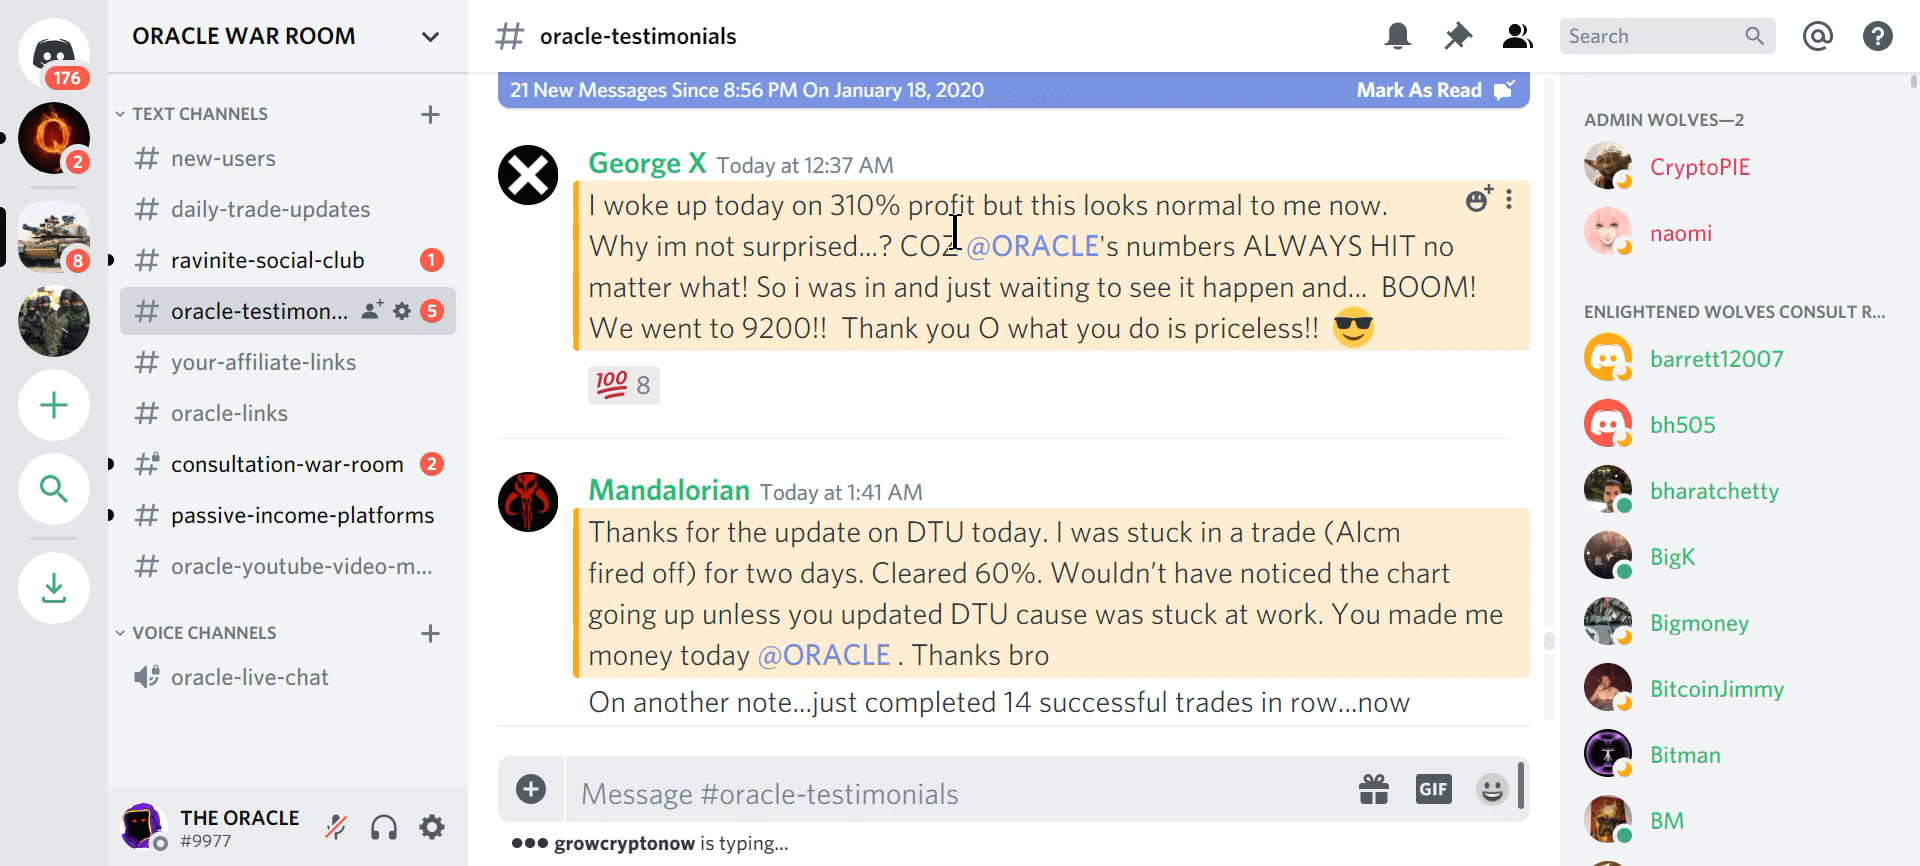 176
2
8
ORACLE WAR ROOM
TEXT CHANNELS
new-users
daily-trade-updates
ravinite-social-club
1
oracle-testimon...
5
your-affiliate-links
oracle-links
consultation-war-room
2
passive-income-platforms
oracle-youtube-video-m...
VOICE CHANNELS
oracle-live-chat
THE ORACLE
#9977
# oracle-testimonials
Search
21 New Messages Since 8:56 PM On January 18, 2020
Mark As Read
George X Today at 12:37 AM
I woke up today on 310% profit but this looks normal to me now.
Why im not surprised...? COZ @ORACLE's numbers ALWAYS HIT no
matter what! So i was in and just waiting to see it happen and... BOOM!
We went to 9200!! Thank you O what you do is priceless!! 😎
💯 8
Mandalorian Today at 1:41 AM
Thanks for the update on DTU today. I was stuck in a trade (Alcm
fired off) for two days. Cleared 60%. Wouldn't have noticed the chart
going up unless you updated DTU cause was stuck at work. You made me
money today @ORACLE . Thanks bro
On another note...just completed 14 successful trades in row...now
Message #oracle-testimonials
GIF
growcryptonow is typing...
ADMIN WOLVES—2
CryptoPIE
naomi
ENLIGHTENED WOLVES CONSULT R...
barrett12007
bh505
bharatchetty
BigK
Bigmoney
BitcoinJimmy
Bitman
BM